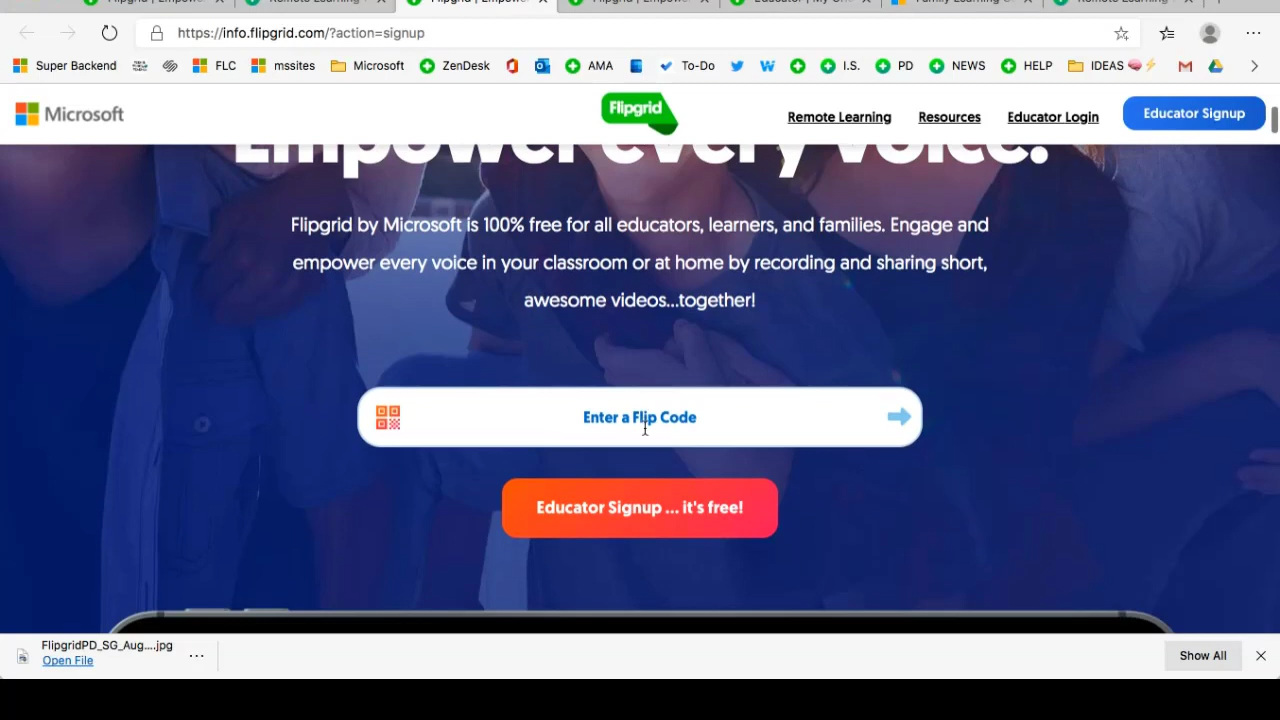 https://info.flipgrid.com/?action=signup
Super Backend FLC mssites Microsoft ZenDesk AMA To-Do I.S. PD NEWS HELP IDEAS
Microsoft Flipgrid Remote Learning Resources Educator Login Educator Signup
Empower every voice.
Flipgrid by Microsoft is 100% free for all educators, learners, and families. Engage and
empower every voice in your classroom or at home by recording and sharing short,
awesome videos...together!
Enter a Flip Code
Educator Signup ... it's free!
FlipgridPD_SG_Aug....jpg
Open File
Show All